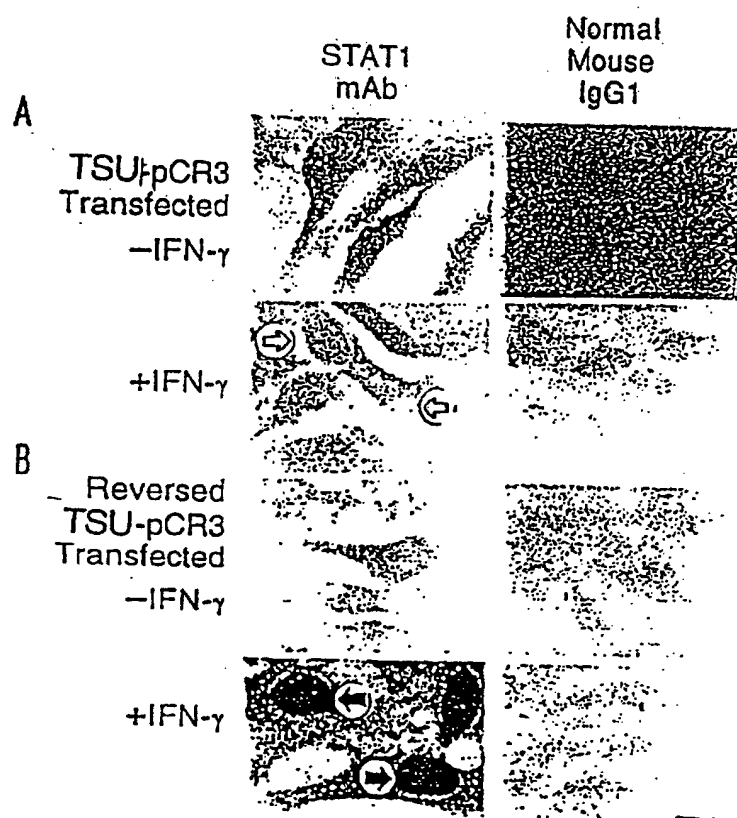 STAT1
mAb
Normal
Mouse
IgG1
A
TSU-pCR3
Transfected
–IFN-γ
+IFN-γ
B
Reversed
TSU-pCR3
Transfected
–IFN-γ
+IFN-γ